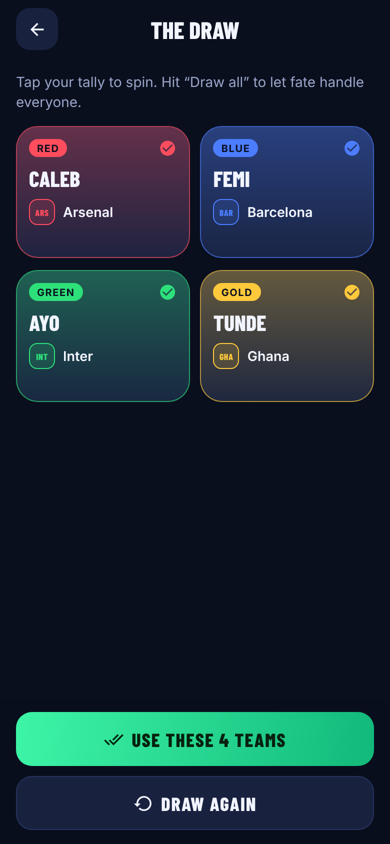 THE DRAW
Tap your tally to spin. Hit “Draw all” to let fate handle
everyone.
RED
CALEB
ARS Arsenal
BLUE
FEMI
BAR Barcelona
GREEN
AYO
INT Inter
GOLD
TUNDE
GHA Ghana
USE THESE 4 TEAMS
DRAW AGAIN